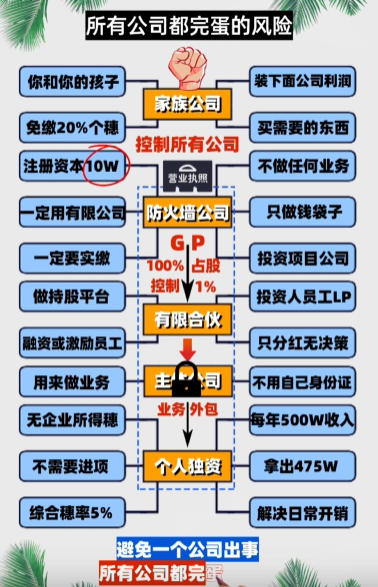 所有公司都完蛋的风险
你和你的孩子
装下面公司利润
家族公司
免缴20%个穗
买需要的东西
控制所有公司
注册资本10W
营业执照
不做任何业务
一定用有限公司
防火墙公司
只做钱袋子
GP
一定要实缴
100%占股
投资项目公司
做持股平台
控制1%
投资人员工LP
有限合伙
融资或激励员工
只分红无决策
用来做业务
公司
不用自己身份证
业务外包
无企业所得穗
每年500W收入
不需要进项
个人独资
拿出475W
综合穗率5%
解决日常开销
避免一个公司出事
所有公司都完蛋